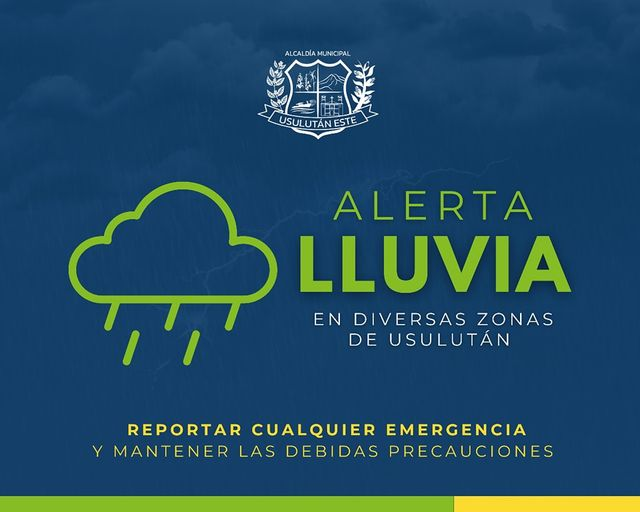 ALCALDÍA MUNICIPAL
USULUTÁN ESTE
ALERTA
LLUVIA
EN DIVERSAS ZONAS
DE USULUTÁN
REPORTAR CUALQUIER EMERGENCIA
Y MANTENER LAS DEBIDAS PRECAUCIONES